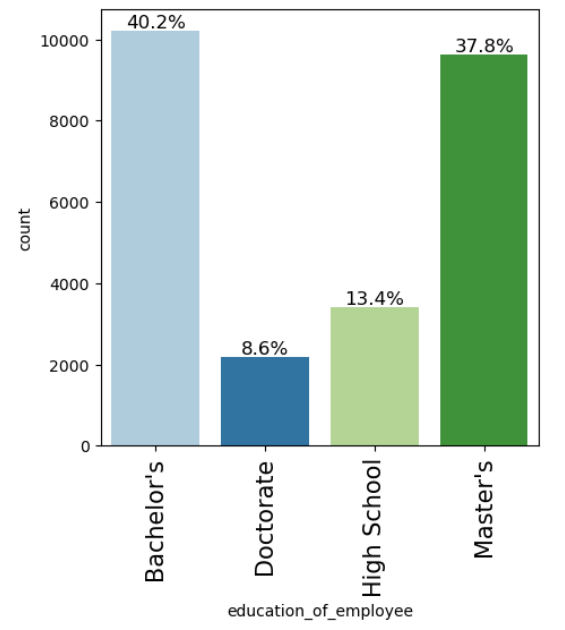 40.2%
37.8%
13.4%
8.6%
10000
8000
6000
4000
2000
0
count
Bachelor's
Doctorate
High School
Master's
education_of_employee